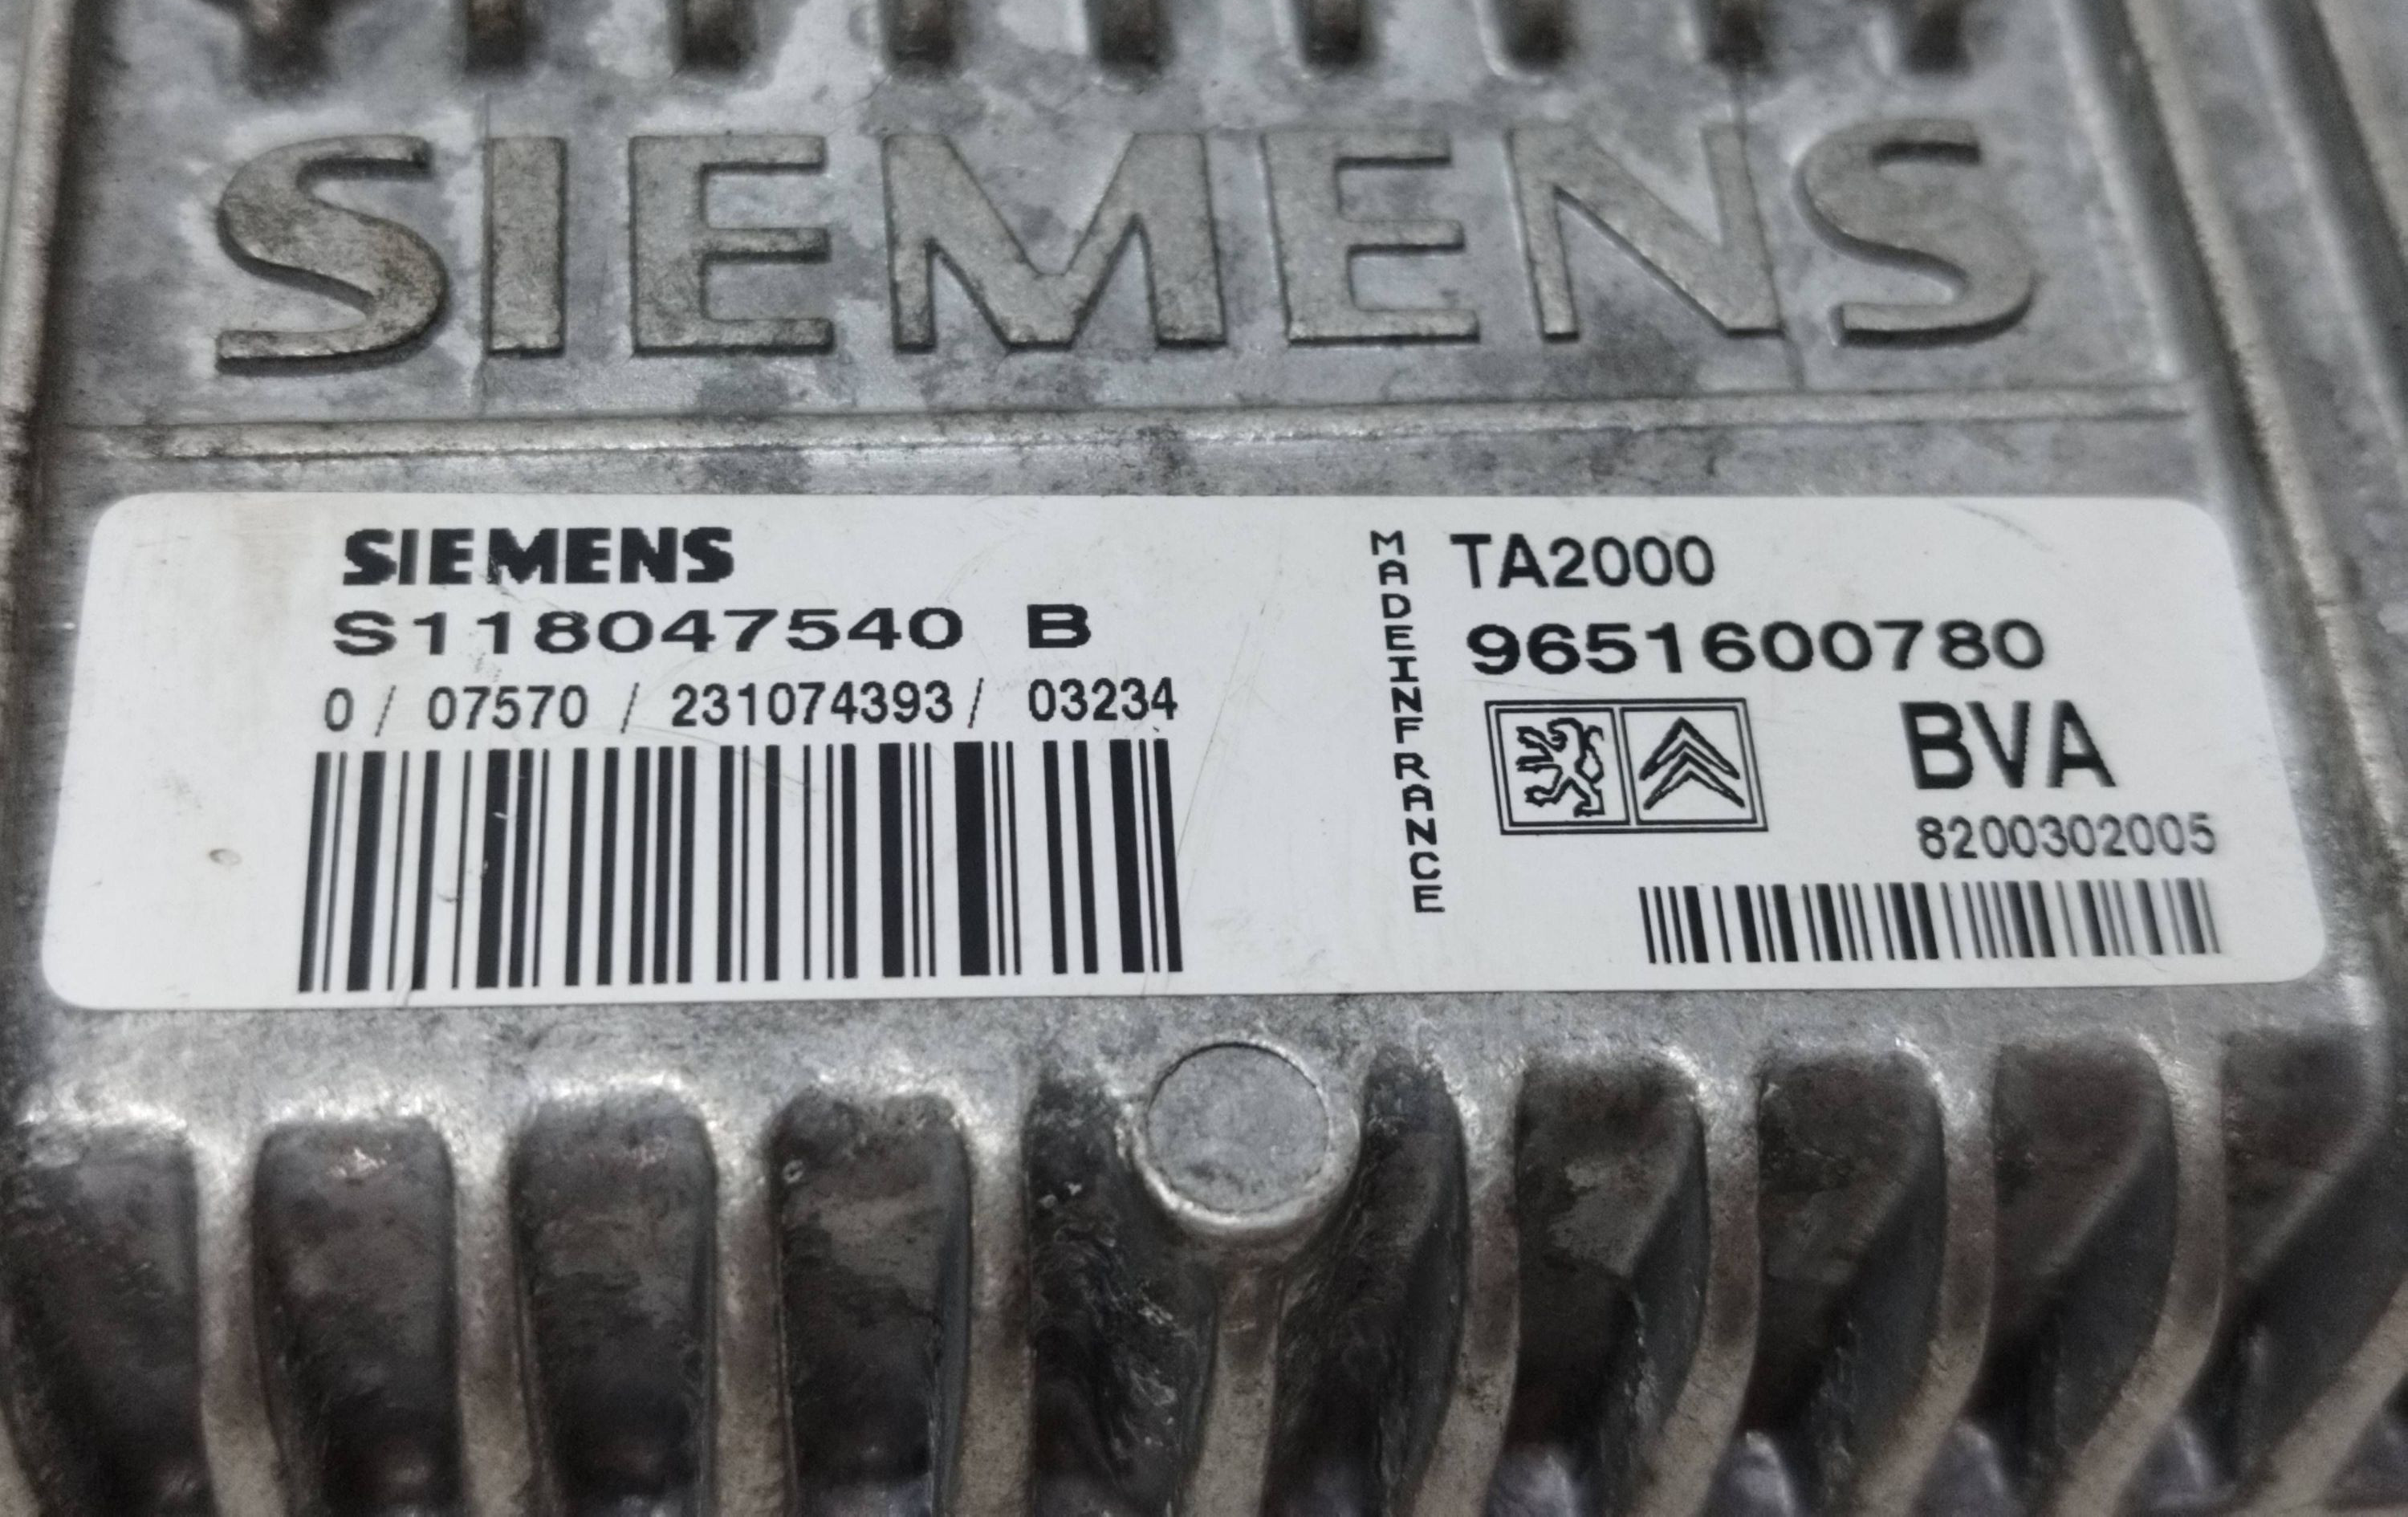 SIEMENS
SIEMENS
S118047540 B
0 / 07570 / 231074393 / 03234
MADEINFRANCE
TA2000
9651600780
BVA
8200302005